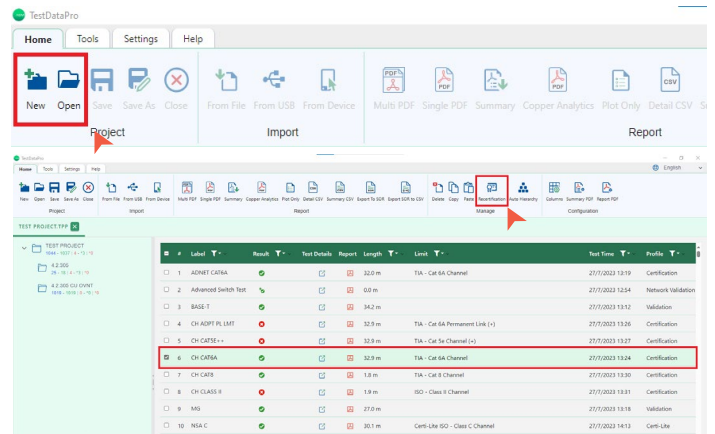 TestDataPro
Home Tools Settings Help
New Open Save Save As Close From File From USB From Device Multi PDF Single PDF Summary Copper Analytics Plot Only Detail CSV
Project Import Report
TestDataPro
Home Tools Settings Help English
New Open Save Save As Close From File From USB From Device Multi PDF Single PDF Summary Copper Analytics Plot Only Detail CSV Summary CSV Export To SOR Export SOR to CSV Delete Copy Paste Recertification Auto Hierarchy Columns Summary PDF Report PDF
Project Import Report Manage Configuration
TEST PROJECT.TPP
TEST PROJECT
4.2.300
4.2.300 GU OVNT
# Label Result Test Details Report Length Limit Test Time Profile
1 ADNET CAT6A 32.0 m TIA - Cat 6A Channel 27/7/2023 12:19 Certification
2 Advanced Switch Test 0.0 m 27/7/2023 12:54 Network Validation
3 BASE-T 34.2 m 27/7/2023 13:12 Validation
4 CH ADPT PL LMT 32.9 m TIA - Cat 6A Permanent Link (+) 27/7/2023 13:26 Certification
5 CH CAT5E++ 32.9 m TIA - Cat 5e Channel (+) 27/7/2023 13:27 Certification
6 CH CAT6A 32.9 m TIA - Cat 6A Channel 27/7/2023 13:24 Certification
7 CH CAT8 1.8 m TIA - Cat 8 Channel 27/7/2023 13:30 Certification
8 CH CLASS II 1.9 m ISO - Class II Channel 27/7/2023 13:31 Certification
9 MG 27.0 m 27/7/2023 13:18 Validation
10 NSA C 30.1 m Certi-Lite ISO - Class C Channel 27/7/2023 14:13 Certi-Lite